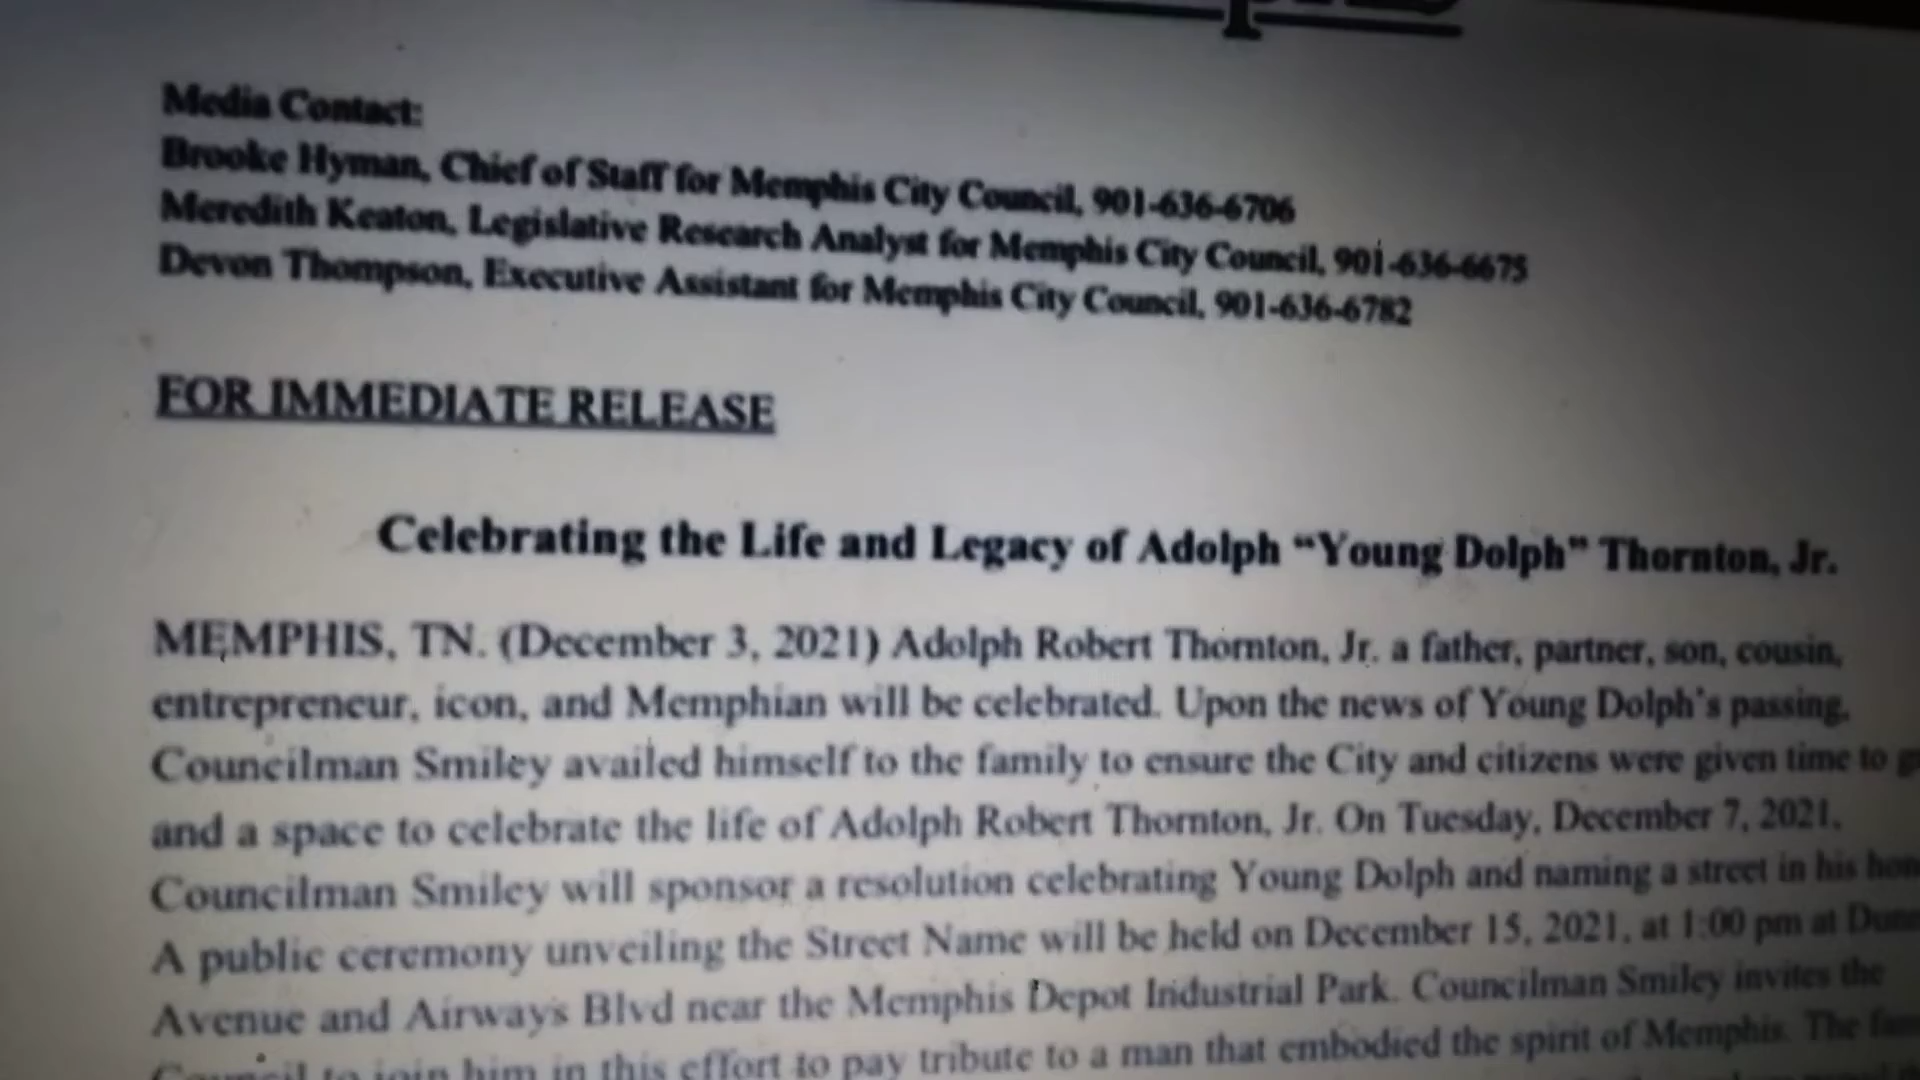 Media Contact:
Brooke Hyman, Chief of Staff for Memphis City Council, 901-636-6706
Meredith Keaton, Legislative Research Analyst for Memphis City Council, 901-636-6675
Devon Thompson, Executive Assistant for Memphis City Council, 901-636-6782
FOR IMMEDIATE RELEASE
Celebrating the Life and Legacy of Adolph “Young Dolph” Thornton, Jr.
MEMPHIS, TN. (December 3, 2021) Adolph Robert Thornton, Jr. a father, partner, son, cousin,
entrepreneur, icon, and Memphian will be celebrated. Upon the news of Young Dolph's passing,
Councilman Smiley availed himself to the family to ensure the City and citizens were given time to
and a space to celebrate the life of Adolph Robert Thornton, Jr. On Tuesday, December 7, 2021,
Councilman Smiley will sponsor a resolution celebrating Young Dolph and naming a street in his
A public ceremony unveiling the Street Name will be held on December 15, 2021, at 1:00 pm at
Avenue and Airways Blvd near the Memphis Depot Industrial Park. Councilman Smiley invites the
Council to join him in this effort to pay tribute to a man that embodied the spirit of Memphis. The